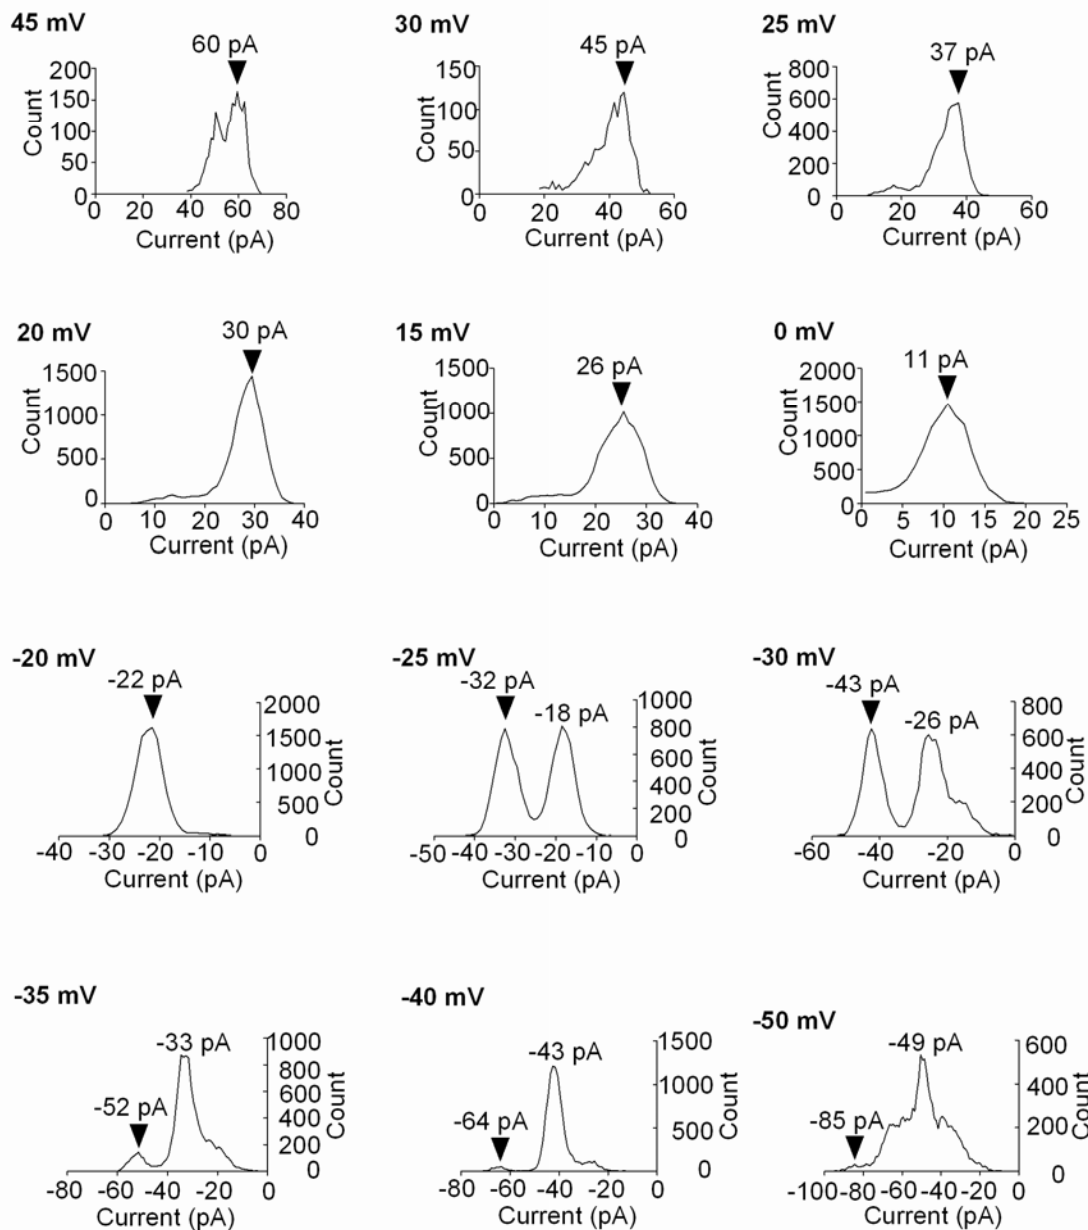 45 mV
60 pA
200
150
100
50
0
Count
0 20 40 60 80
Current (pA)
30 mV
45 pA
150
100
50
0
Count
0 20 40 60
Current (pA)
25 mV
37 pA
800
600
400
200
0
Count
0 20 40 60
Current (pA)
20 mV
30 pA
1500
1000
500
0
Count
0 10 20 30 40
Current (pA)
15 mV
26 pA
1500
1000
500
0
Count
0 10 20 30 40
Current (pA)
0 mV
11 pA
2000
1500
1000
500
0
Count
0 5 10 15 20 25
Current (pA)
-20 mV
-22 pA
2000
1500
1000
500
0
Count
-40 -30 -20 -10 0
Current (pA)
-25 mV
-32 pA
-18 pA
1000
800
600
400
200
0
Count
-50 -40 -30 -20 -10 0
Current (pA)
-30 mV
-43 pA
-26 pA
800
600
400
200
0
Count
-60 -40 -20 0
Current (pA)
-35 mV
-33 pA
-52 pA
1000
800
600
400
200
0
Count
-80 -60 -40 -20 0
Current (pA)
-40 mV
-43 pA
-64 pA
1500
1000
500
0
Count
-80 -60 -40 -20 0
Current (pA)
-50 mV
-49 pA
-85 pA
600
400
200
0
Count
-100 -80 -60 -40 -20 0
Current (pA)